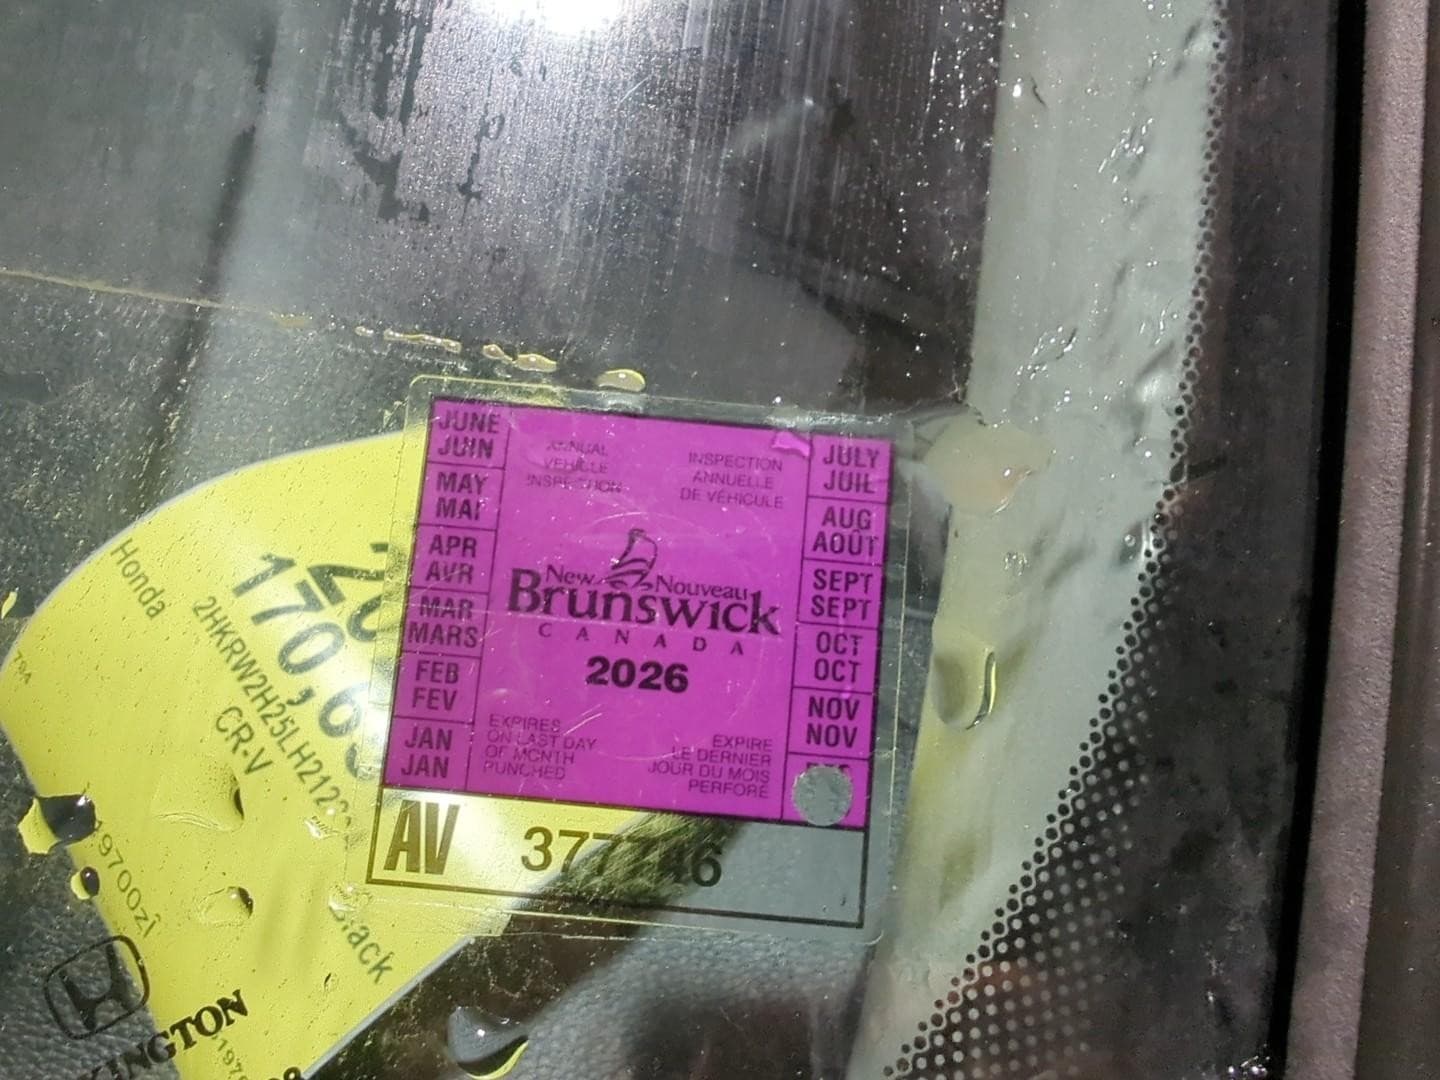 JUNE
JUIN
MAY
MAI
APR
AVR
MAR
MARS
FEB
FEV
JAN
JAN
ANNUAL
VEHICLE
INSPECTION
INSPECTION
ANNUELLE
DE VÉHICULE
New Nouveau
Brunswick
CANADA
2026
EXPIRES
ON LAST DAY
OF MONTH
PUNCHED
EXPIRE
LE DERNIER
JOUR DU MOIS
PERFORÉ
JULY
JUIL
AUG
AOÛT
SEPT
SEPT
OCT
OCT
NOV
NOV
AV
Honda
CR-V
Black
19700zi